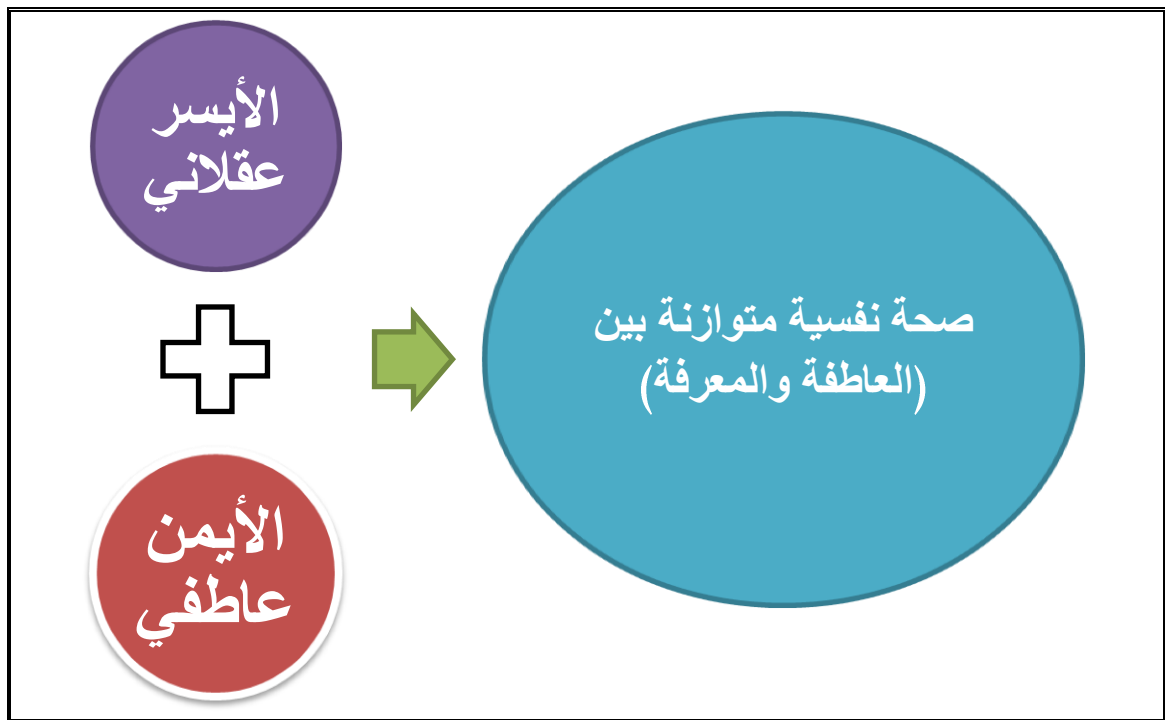 الأيسر
عقلاني
الأيمن
عاطفي
صحة نفسية متوازنة بين
(العاطفة والمعرفة)